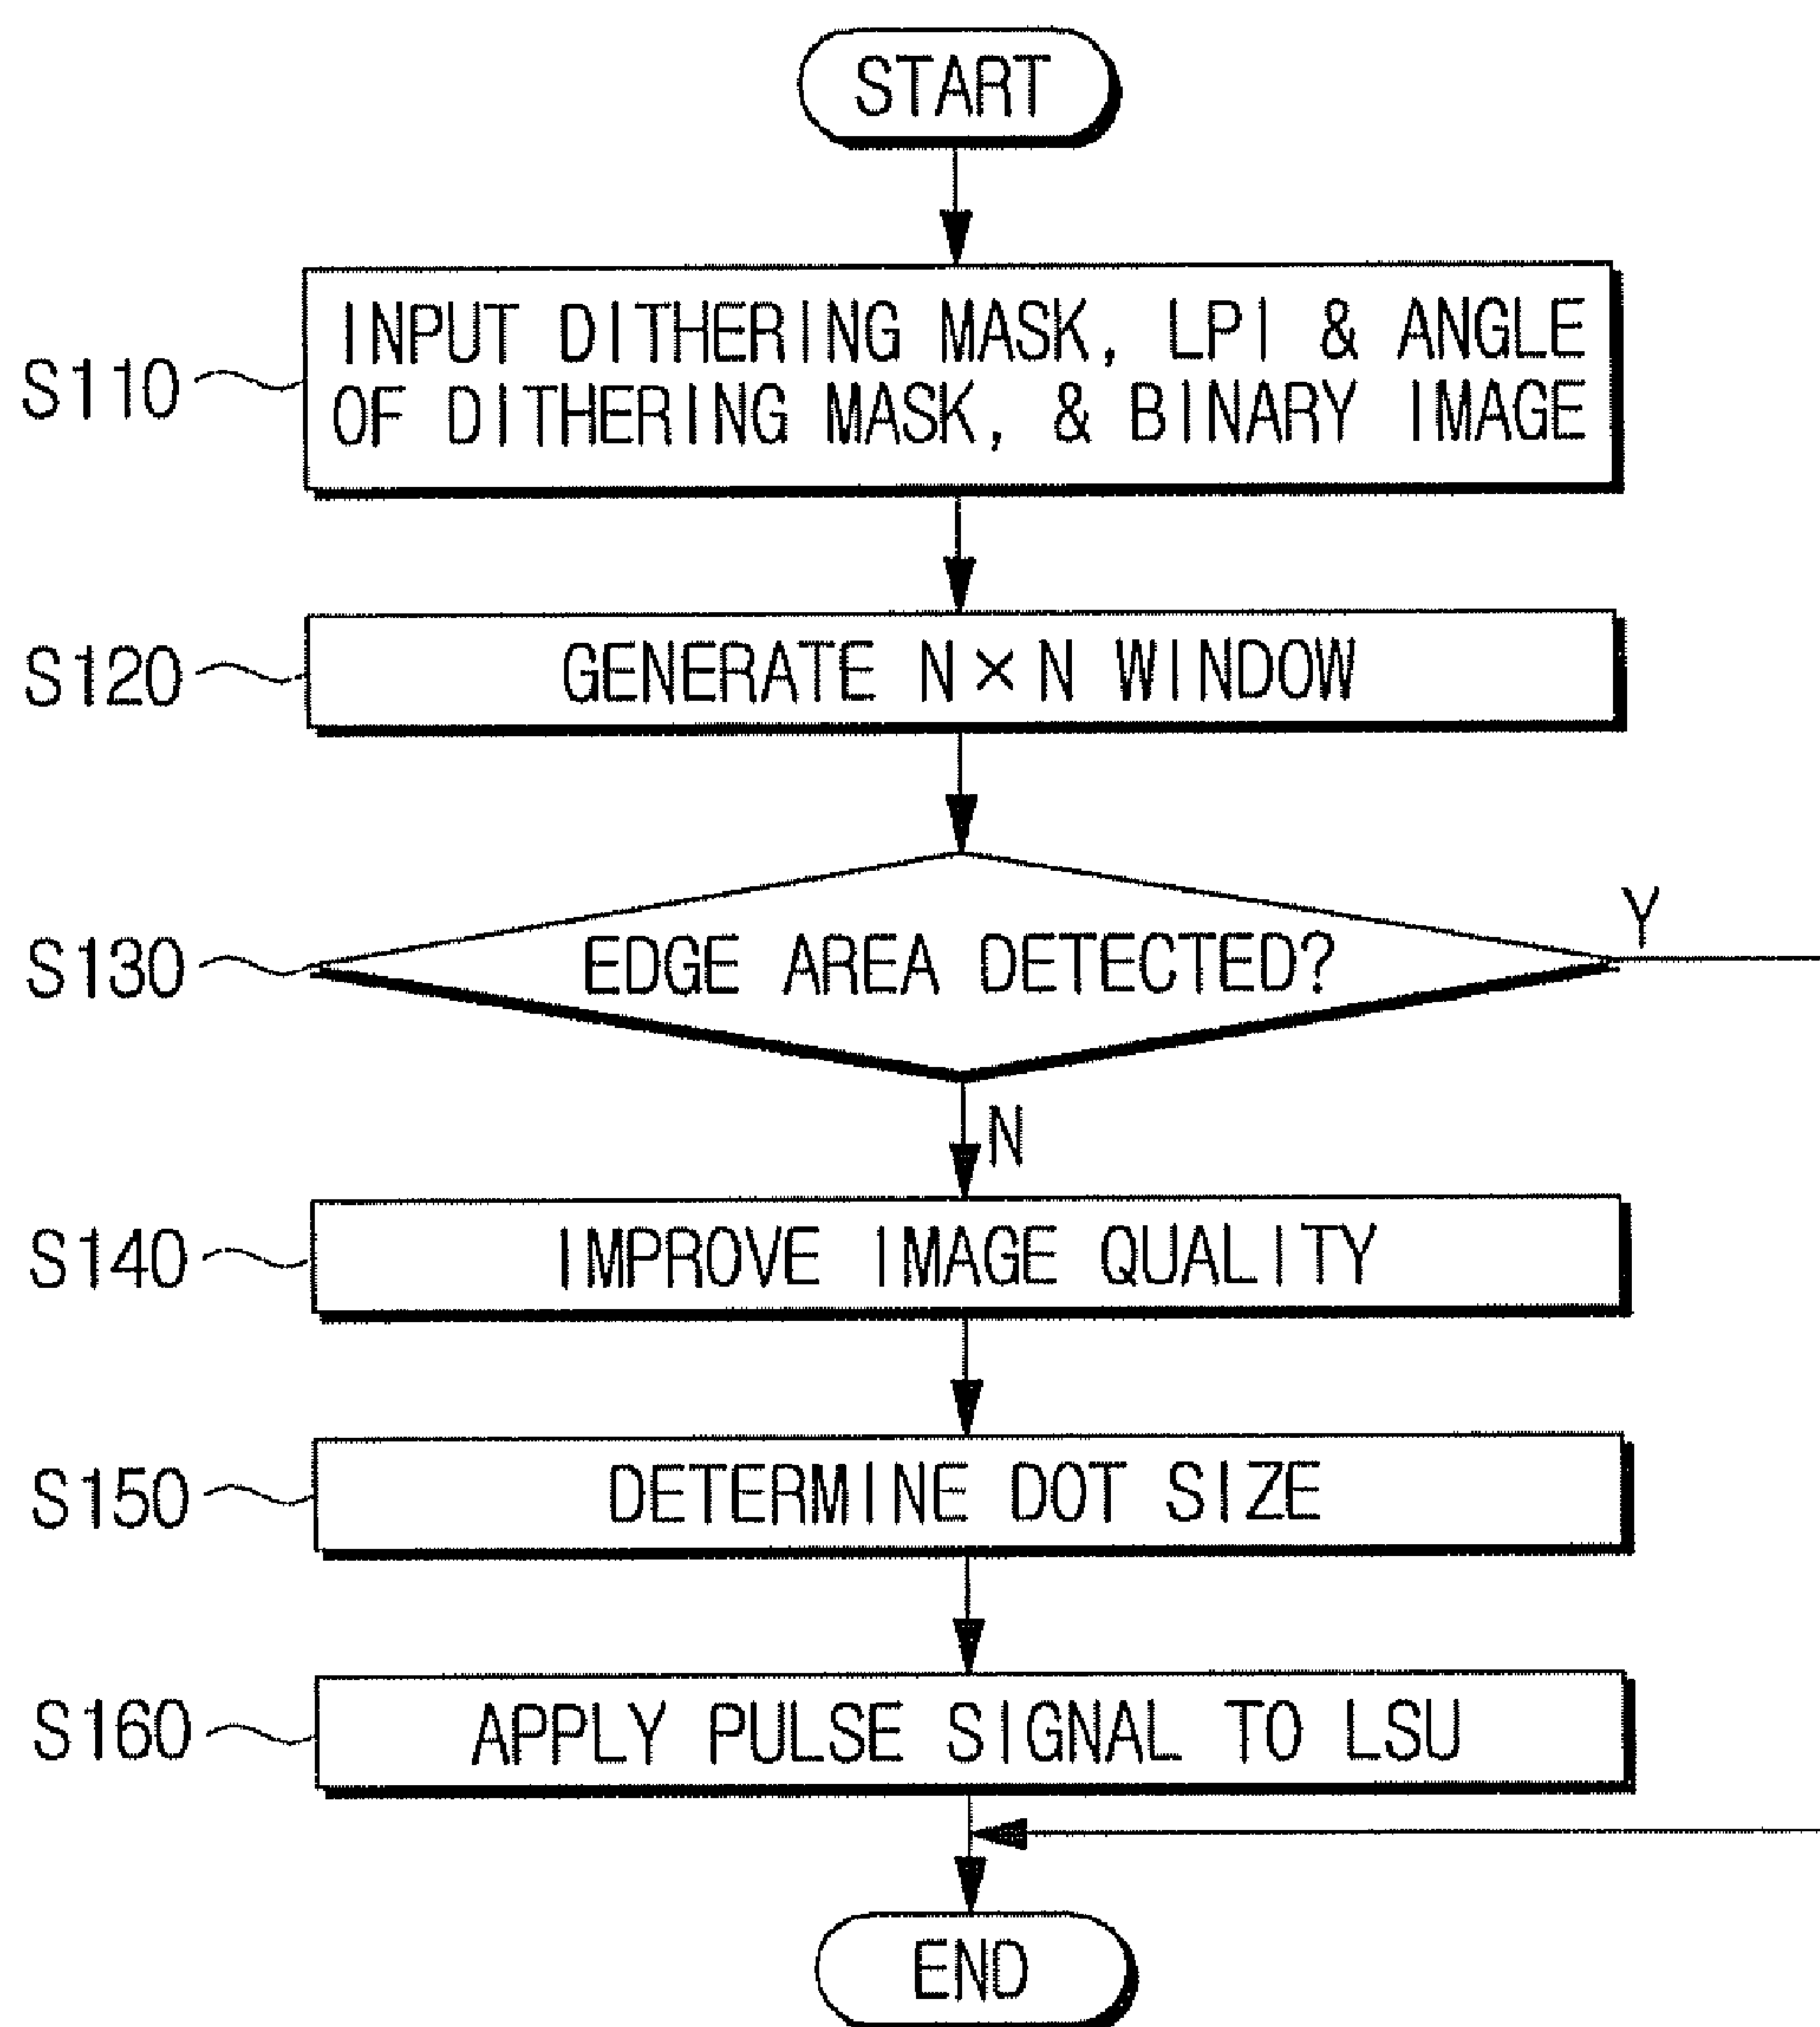 START
S110
INPUT DITHERING MASK, LPI & ANGLE
OF DITHERING MASK, & BINARY IMAGE
S120
GENERATE N×N WINDOW
S130
EDGE AREA DETECTED?
Y
N
S140
IMPROVE IMAGE QUALITY
S150
DETERMINE DOT SIZE
S160
APPLY PULSE SIGNAL TO LSU
END